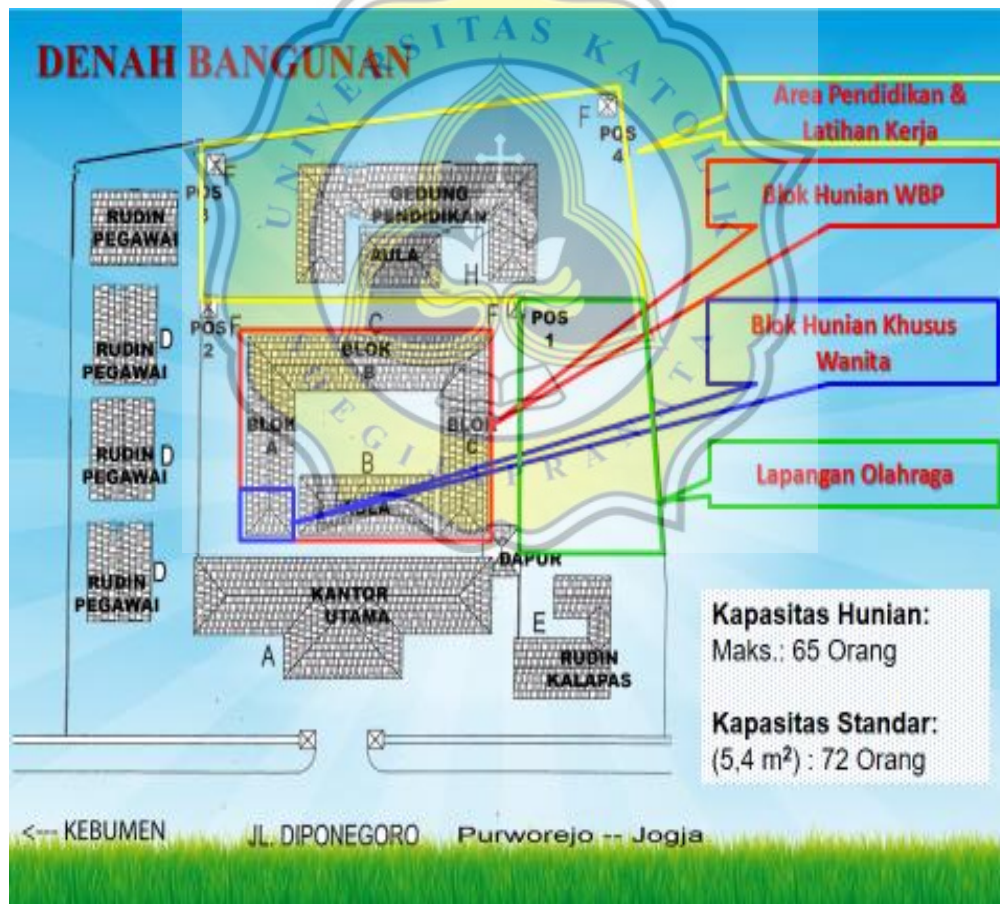 DENAH BANGUNAN
UNIVERSITAS KATOLIK
SOEGIJAPRANATA
Area Pendidikan &
Latihan Kerja
Blok Hunian WBP
Blok Hunian Khusus
Wanita
Lapangan Olahraga
F
POS
4
F
POS
3
GEDUNG
PENDIDIKAN
AULA
H
RUDIN
PEGAWAI
POS
2
F
C
F
POS
1
BLOK
B
RUDIN
PEGAWAI
BLOK
A
BLOK
C
B
RUDIN
PEGAWAI
DAPUR
RUDIN
PEGAWAI
KANTOR
UTAMA
A
E
RUDIN
KALAPAS
Kapasitas Hunian:
Maks.: 65 Orang
Kapasitas Standar:
(5,4 m²) : 72 Orang
<--- KEBUMEN
JL. DIPONEGORO
Purworejo -- Jogja